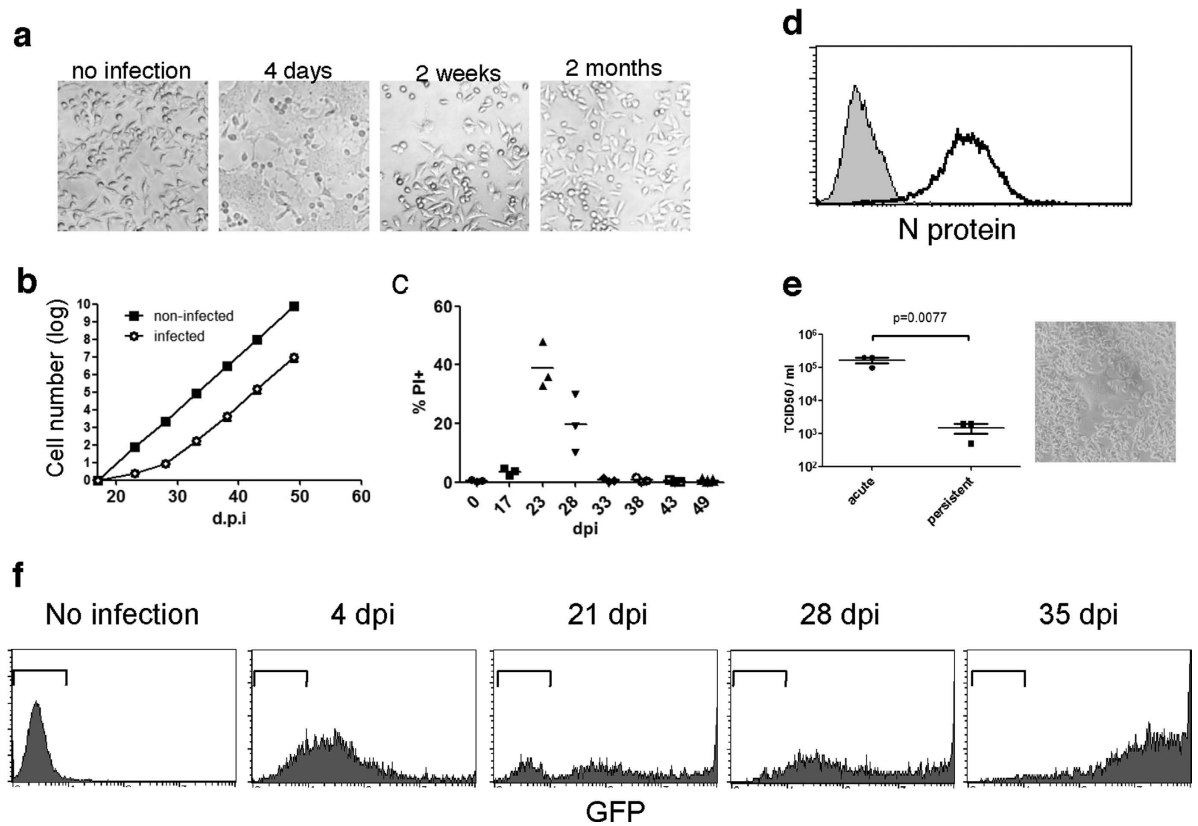 a
no infection
4 days
2 weeks
2 months
b
Cell number (log)
10
9
8
7
6
5
4
3
2
1
0
non-infected
infected
20 30 40 50 60
d.p.i
c
% PI+
60
40
20
0
0 17 23 28 33 38 43 49
dpi
d
N protein
e
p=0.0077
TCID50 / ml
10⁶
10⁵
10⁴
10³
10²
acute
persistent
f
No infection
4 dpi
21 dpi
28 dpi
35 dpi
GFP